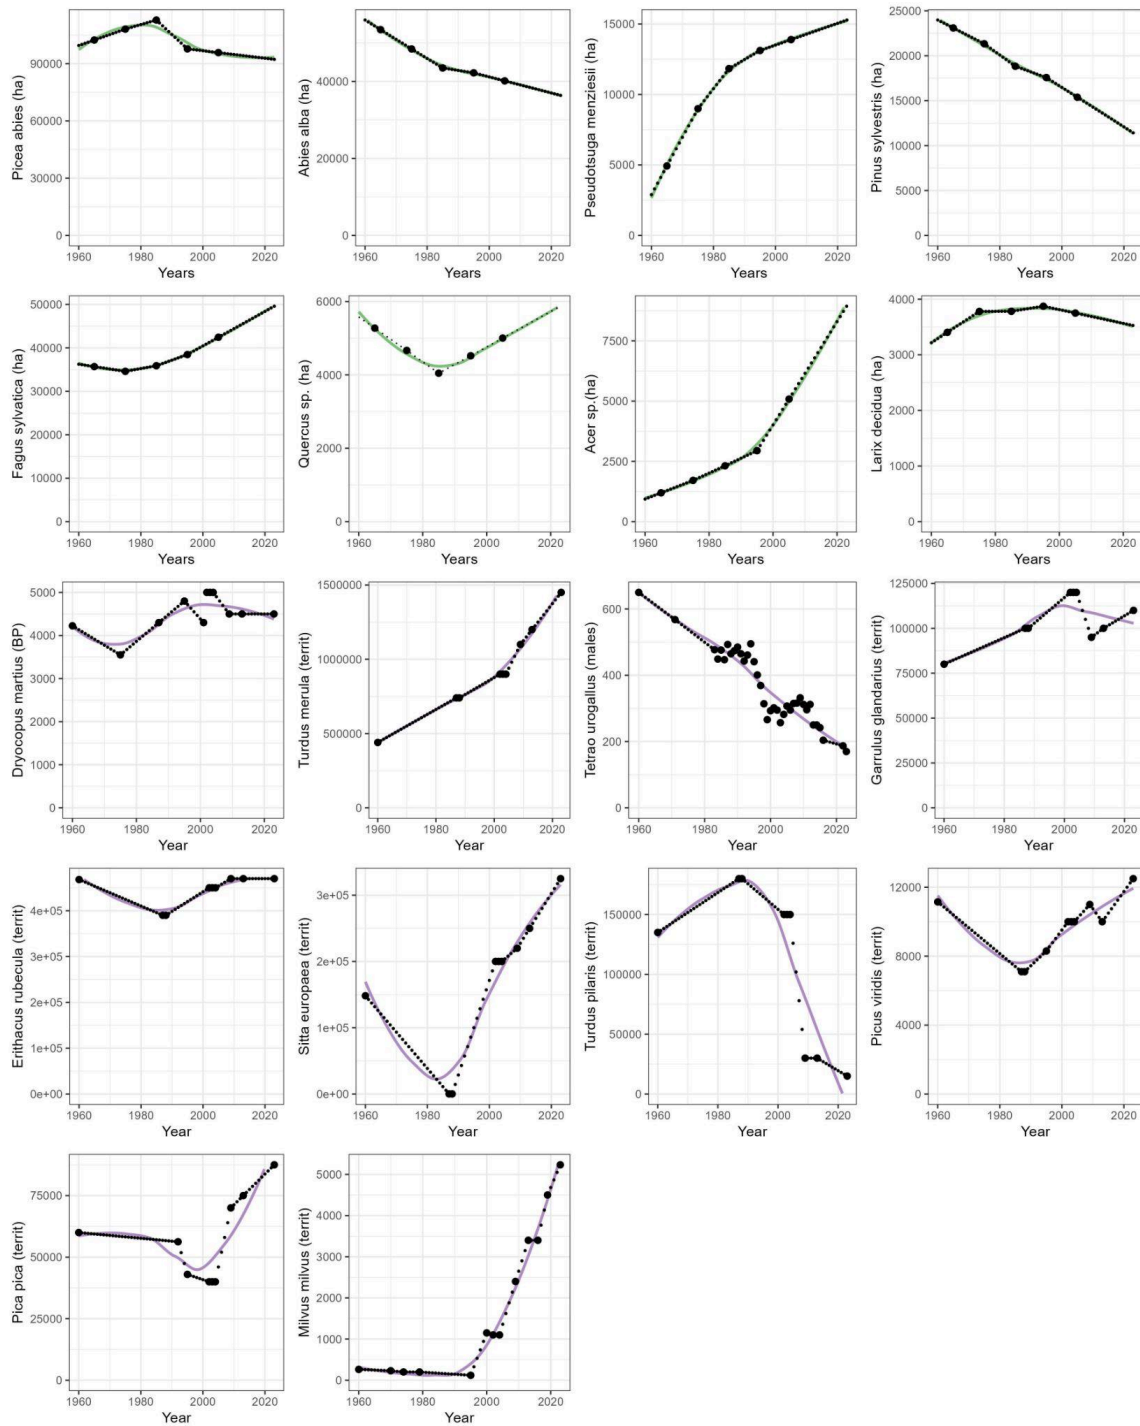 Picea abies (ha)
90000
60000
30000
0
1960 1980 2000 2020
Years
Abies alba (ha)
40000
20000
0
1960 1980 2000 2020
Years
Pseudotsuga menziesii (ha)
15000
10000
5000
0
1960 1980 2000 2020
Years
Pinus sylvestris (ha)
25000
20000
15000
10000
5000
0
1960 1980 2000 2020
Years
Fagus sylvatica (ha)
50000
40000
30000
20000
10000
0
1960 1980 2000 2020
Years
Quercus sp. (ha)
6000
4000
2000
0
1960 1980 2000 2020
Years
Acer sp.(ha)
7500
5000
2500
0
1960 1980 2000 2020
Years
Larix decidua (ha)
4000
3000
2000
1000
0
1960 1980 2000 2020
Years
Dryocopus martius (BP)
5000
4000
3000
2000
1000
0
1960 1980 2000 2020
Year
Turdus merula (territ)
1500000
1000000
500000
0
1960 1980 2000 2020
Year
Tetrao urogallus (males)
600
400
200
0
1960 1980 2000 2020
Year
Garrulus glandarius (territ)
125000
100000
75000
50000
25000
0
1960 1980 2000 2020
Year
Erithacus rubecula (territ)
4e+05
3e+05
2e+05
1e+05
0e+00
1960 1980 2000 2020
Year
Sitta europaea (territ)
3e+05
2e+05
1e+05
0e+00
1960 1980 2000 2020
Year
Turdus pilaris (territ)
150000
100000
50000
0
1960 1980 2000 2020
Year
Picus viridis (territ)
12000
8000
4000
0
1960 1980 2000 2020
Year
Pica pica (territ)
75000
50000
25000
0
1960 1980 2000 2020
Year
Milvus milvus (territ)
5000
4000
3000
2000
1000
0
1960 1980 2000 2020
Year